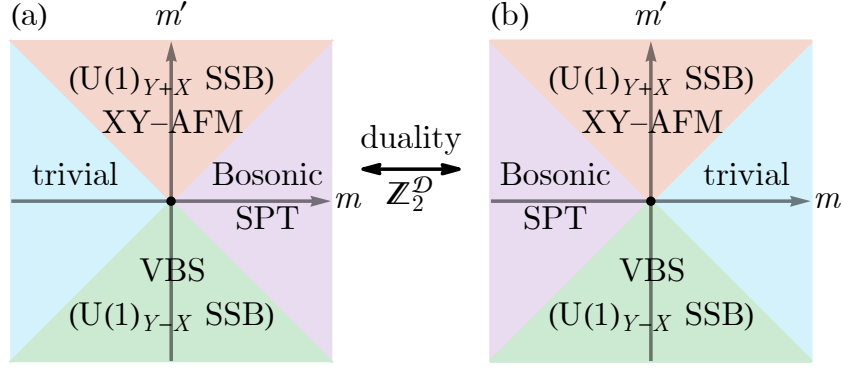 (a)
m′
(U(1)_{Y+X} SSB)
XY–AFM
trivial
Bosonic
SPT
m
VBS
(U(1)_{Y−X} SSB)
duality
ℤ₂^𝒟
(b)
m′
(U(1)_{Y+X} SSB)
XY–AFM
Bosonic
SPT
trivial
m
VBS
(U(1)_{Y−X} SSB)